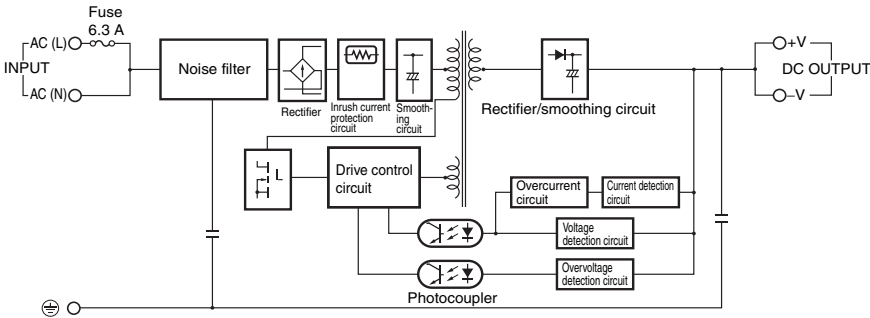 Fuse
6.3 A
AC (L)
INPUT
AC (N)
Noise filter
Rectifier
Inrush current
protection
circuit
Smooth-
ing
circuit
Rectifier/smoothing circuit
+V
DC OUTPUT
–V
Drive control
circuit
Overcurrent
circuit
Current detection
circuit
Voltage
detection circuit
Overvoltage
detection circuit
Photocoupler